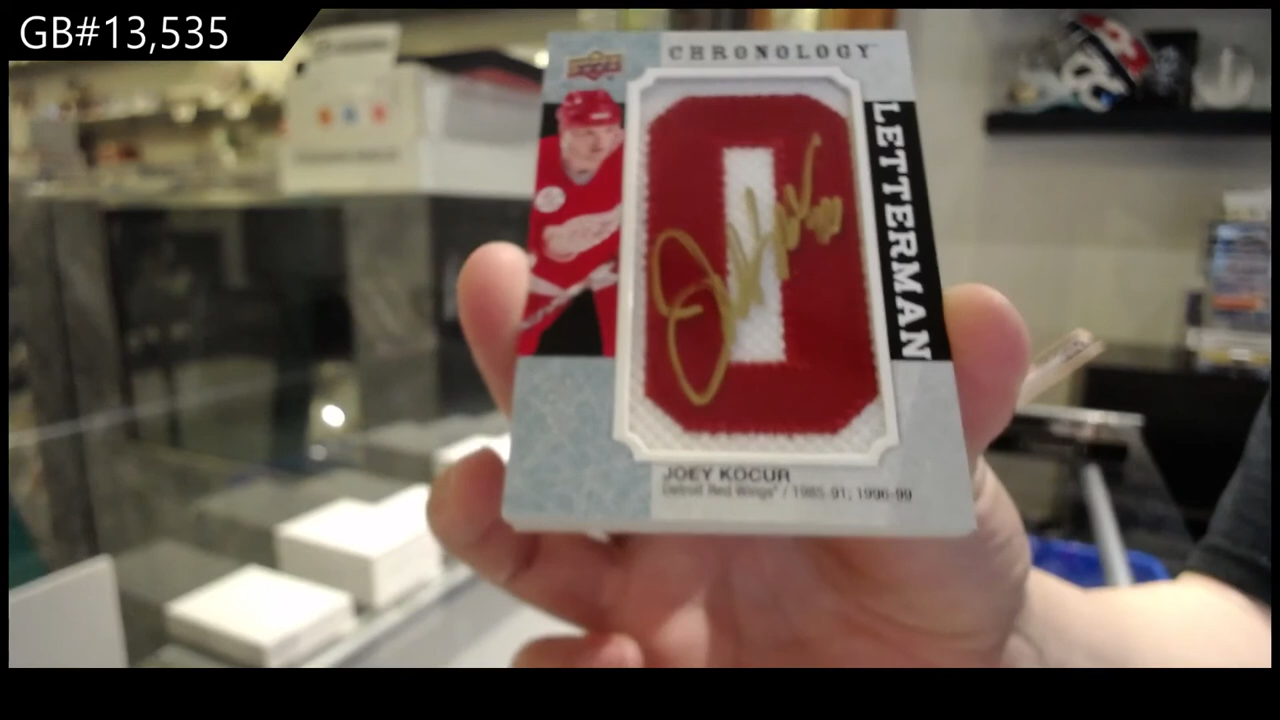 GB#13,535
CHRONOLOGY
LETTERMAN
O
JOEY KOCUR
Detroit Red Wings / 1985-91; 1996-99